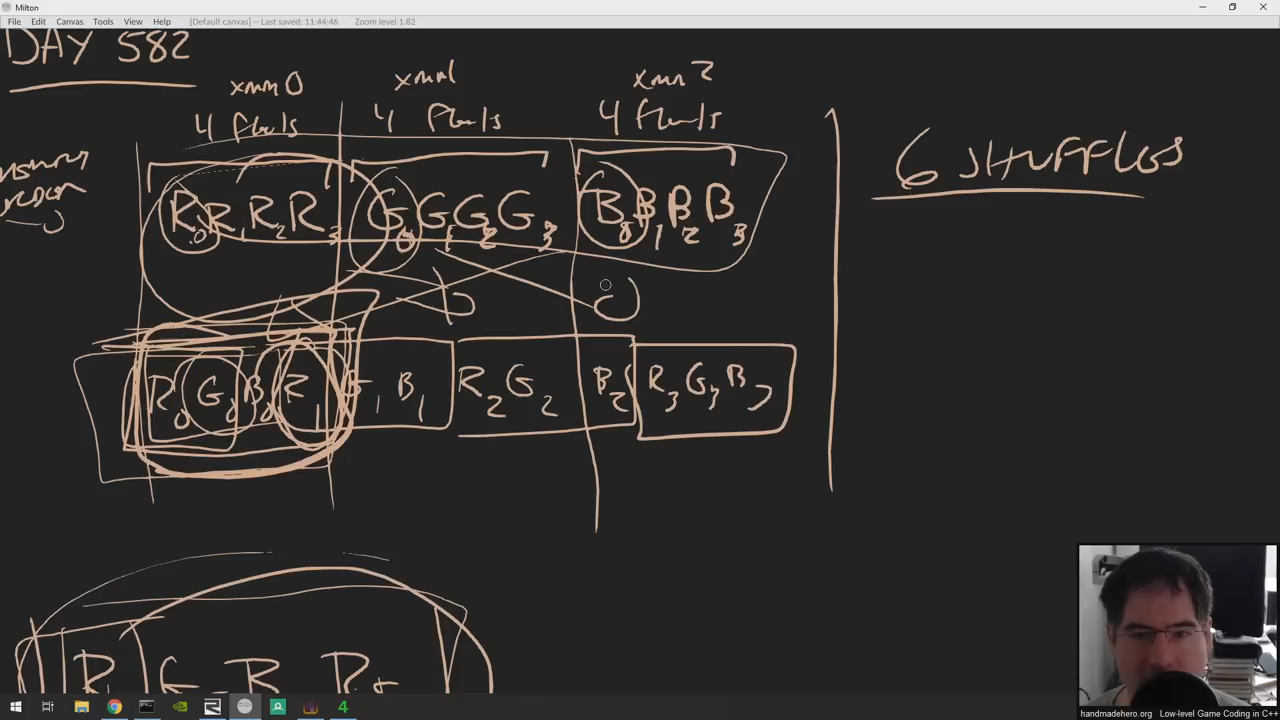 Milton
File Edit Canvas Tools View Help [Default canvas] — Last saved: 11:44:46 Zoom level 1.82
DAY 582
xmm0 xmm1 xmm2
4 floats 4 floats 4 floats
6 SHUFFLES
R0 R1 R2 R3 G0 G1 G2 G3 B0 B1 B2 B3
R0 G0 B0 R1 G1 B1 R2 G2 B2 R3 G3 B3
handmadehero.org Low-level Game Coding in C++